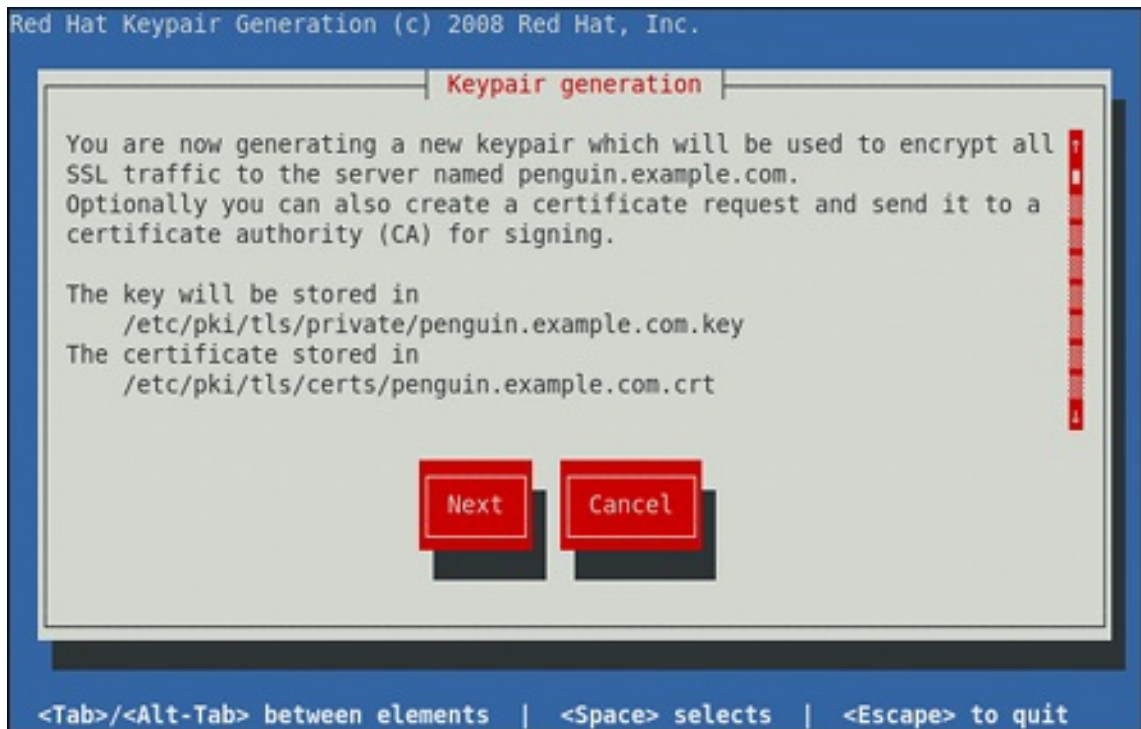 Red Hat Keypair Generation (c) 2008 Red Hat, Inc.
Keypair generation
You are now generating a new keypair which will be used to encrypt all
SSL traffic to the server named penguin.example.com.
Optionally you can also create a certificate request and send it to a
certificate authority (CA) for signing.
The key will be stored in
/etc/pki/tls/private/penguin.example.com.key
The certificate stored in
/etc/pki/tls/certs/penguin.example.com.crt
Next Cancel
<Tab>/<Alt-Tab> between elements | <Space> selects | <Escape> to quit